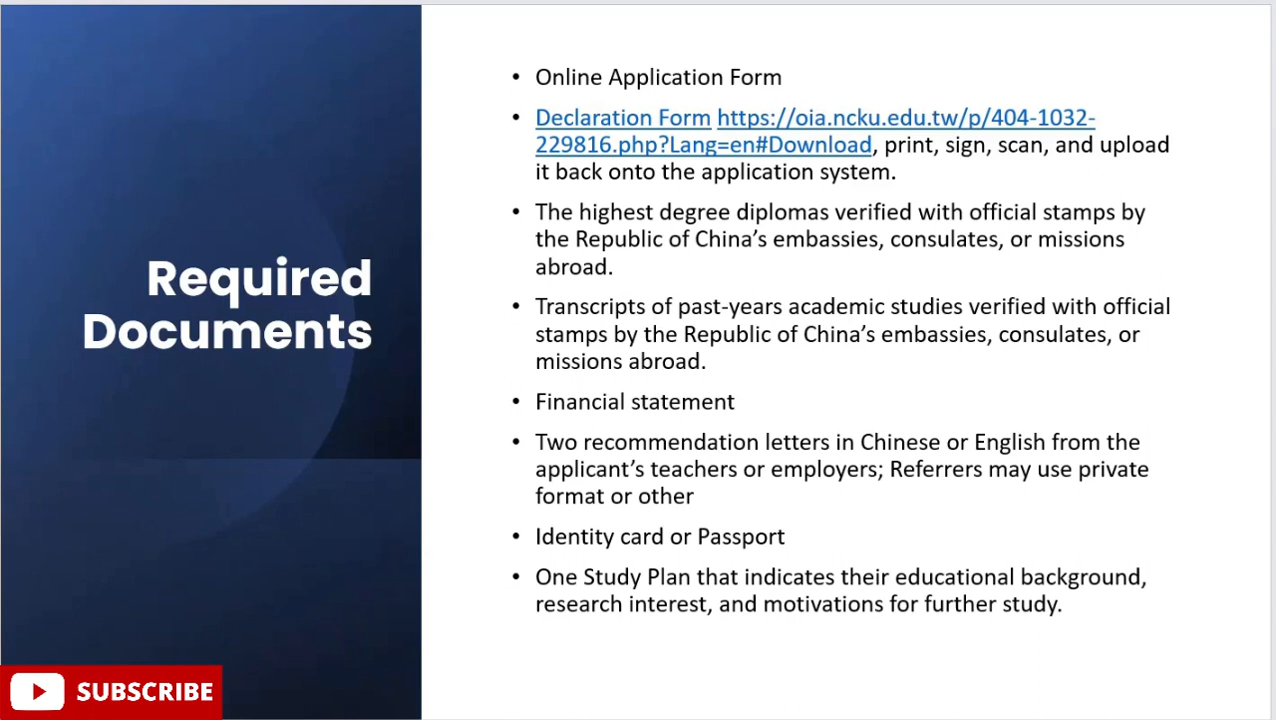 Required
Documents
• Online Application Form
• Declaration Form https://oia.ncku.edu.tw/p/404-1032-
229816.php?Lang=en#Download, print, sign, scan, and upload
it back onto the application system.
• The highest degree diplomas verified with official stamps by
the Republic of China’s embassies, consulates, or missions
abroad.
• Transcripts of past-years academic studies verified with official
stamps by the Republic of China’s embassies, consulates, or
missions abroad.
• Financial statement
• Two recommendation letters in Chinese or English from the
applicant’s teachers or employers; Referrers may use private
format or other
• Identity card or Passport
• One Study Plan that indicates their educational background,
research interest, and motivations for further study.
SUBSCRIBE